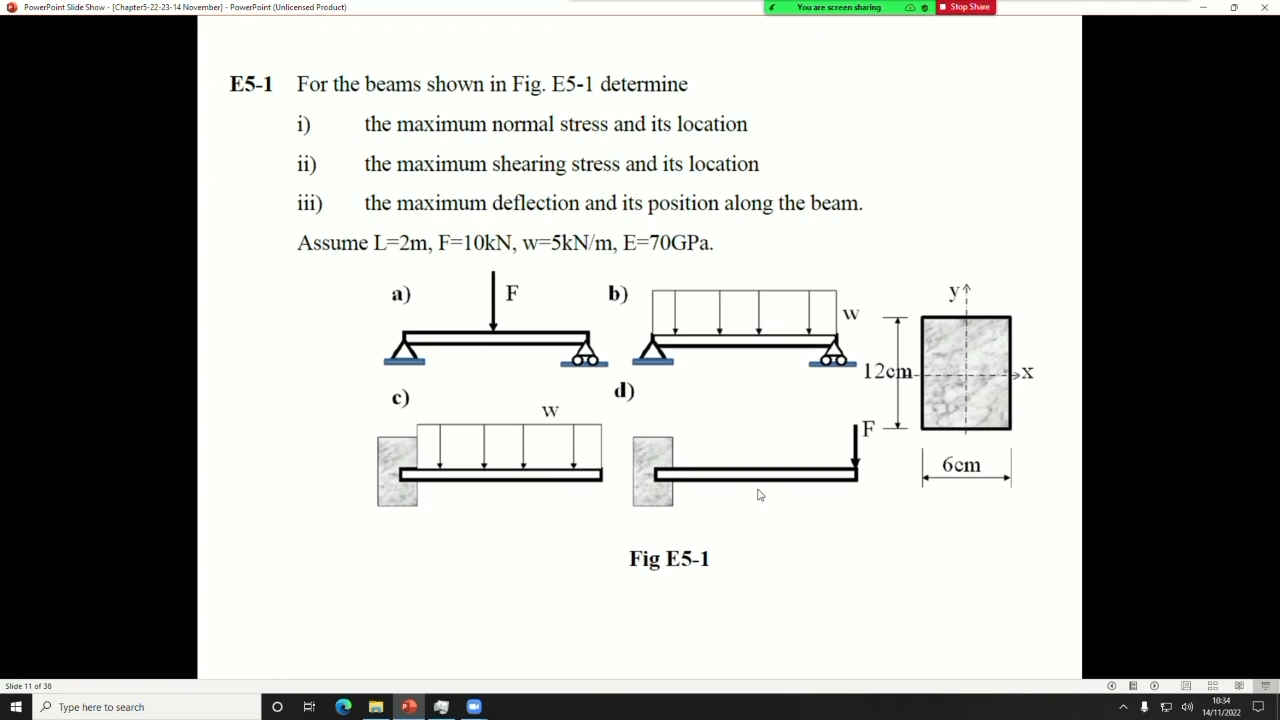 PowerPoint Slide Show - [Chapter5-22-23-14 November] - PowerPoint (Unlicensed Product)
You are screen sharing
Stop Share
E5-1 For the beams shown in Fig. E5-1 determine
i) the maximum normal stress and its location
ii) the maximum shearing stress and its location
iii) the maximum deflection and its position along the beam.
Assume L=2m, F=10kN, w=5kN/m, E=70GPa.
a) F b) w y
12cm x
c) w d) F
6cm
Fig E5-1
Slide 11 of 38
Type here to search
10:34
14/11/2022